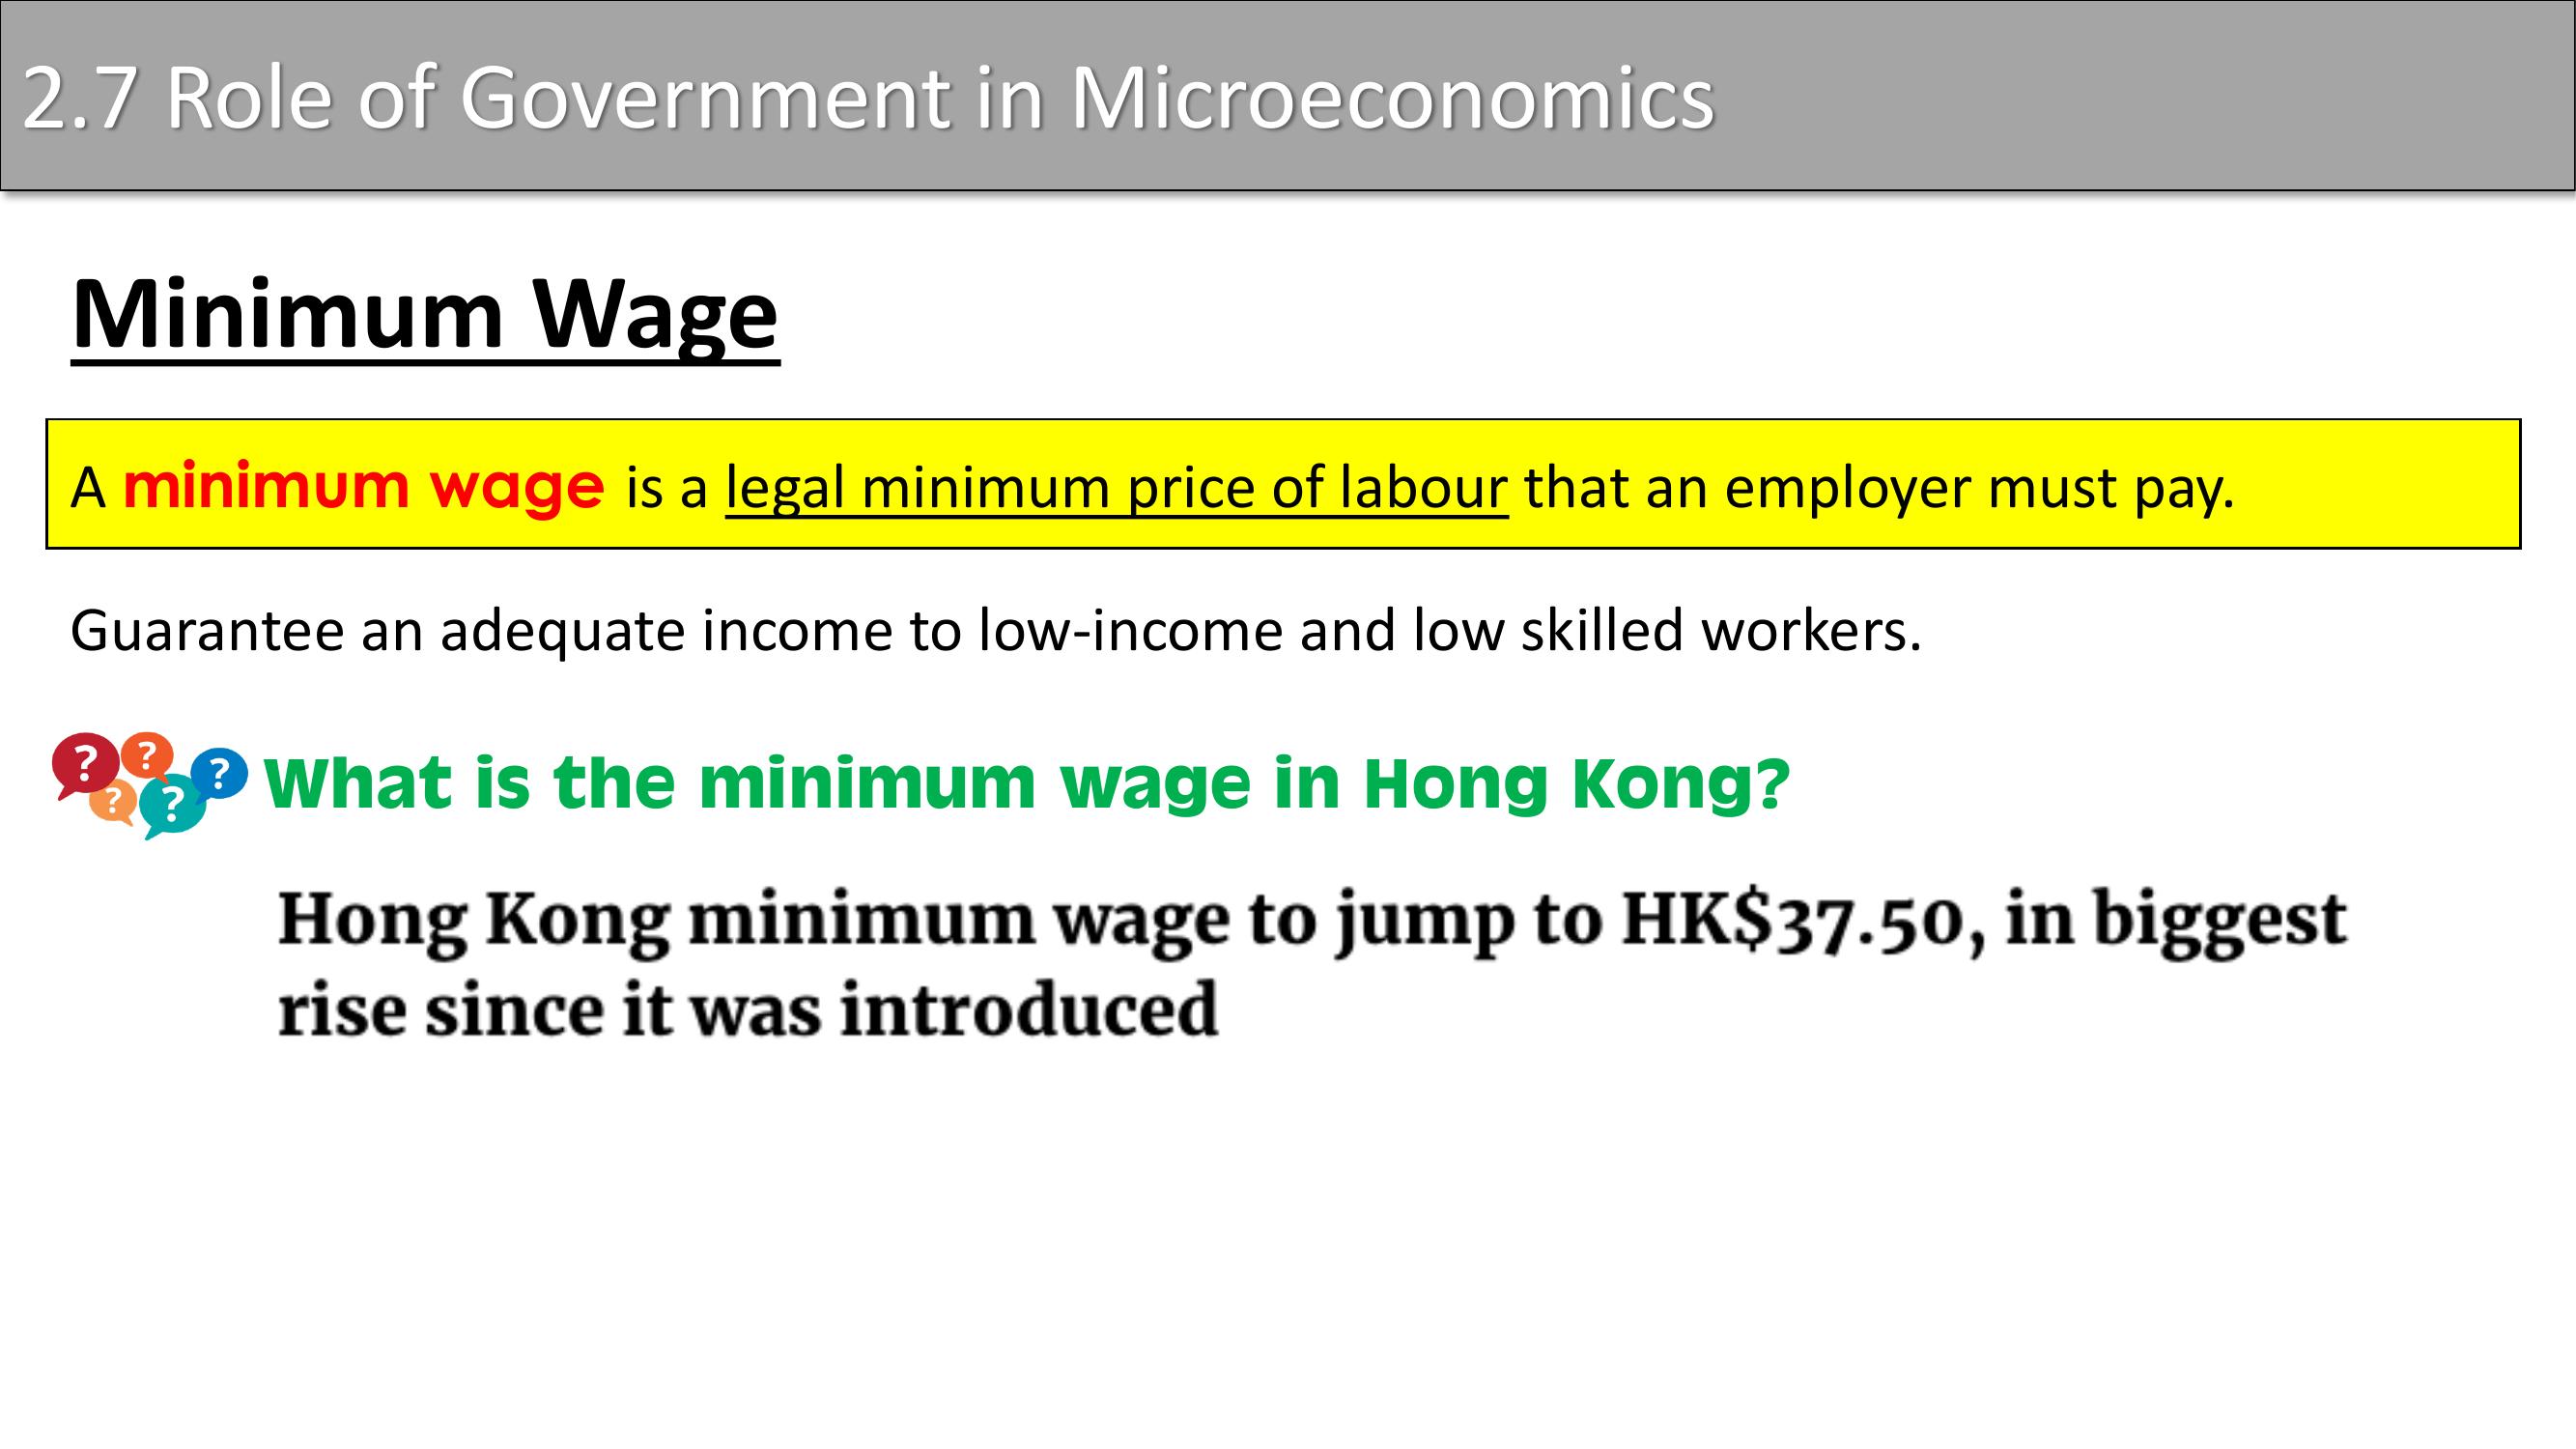 2.7 Role of Government in Microeconomics
Minimum Wage
A minimum wage is a legal minimum price of labour that an employer must pay.
Guarantee an adequate income to low-income and low skilled workers.
? ? ? ? ? What is the minimum wage in Hong Kong?
Hong Kong minimum wage to jump to HK$37.50, in biggest
rise since it was introduced